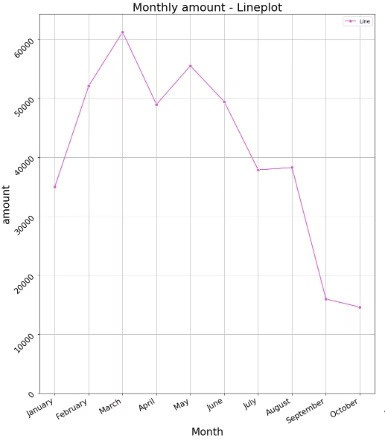 Monthly amount - Lineplot
Line
60000
50000
40000
30000
20000
10000
0
amount
January
February
March
April
May
June
July
August
September
October
Month